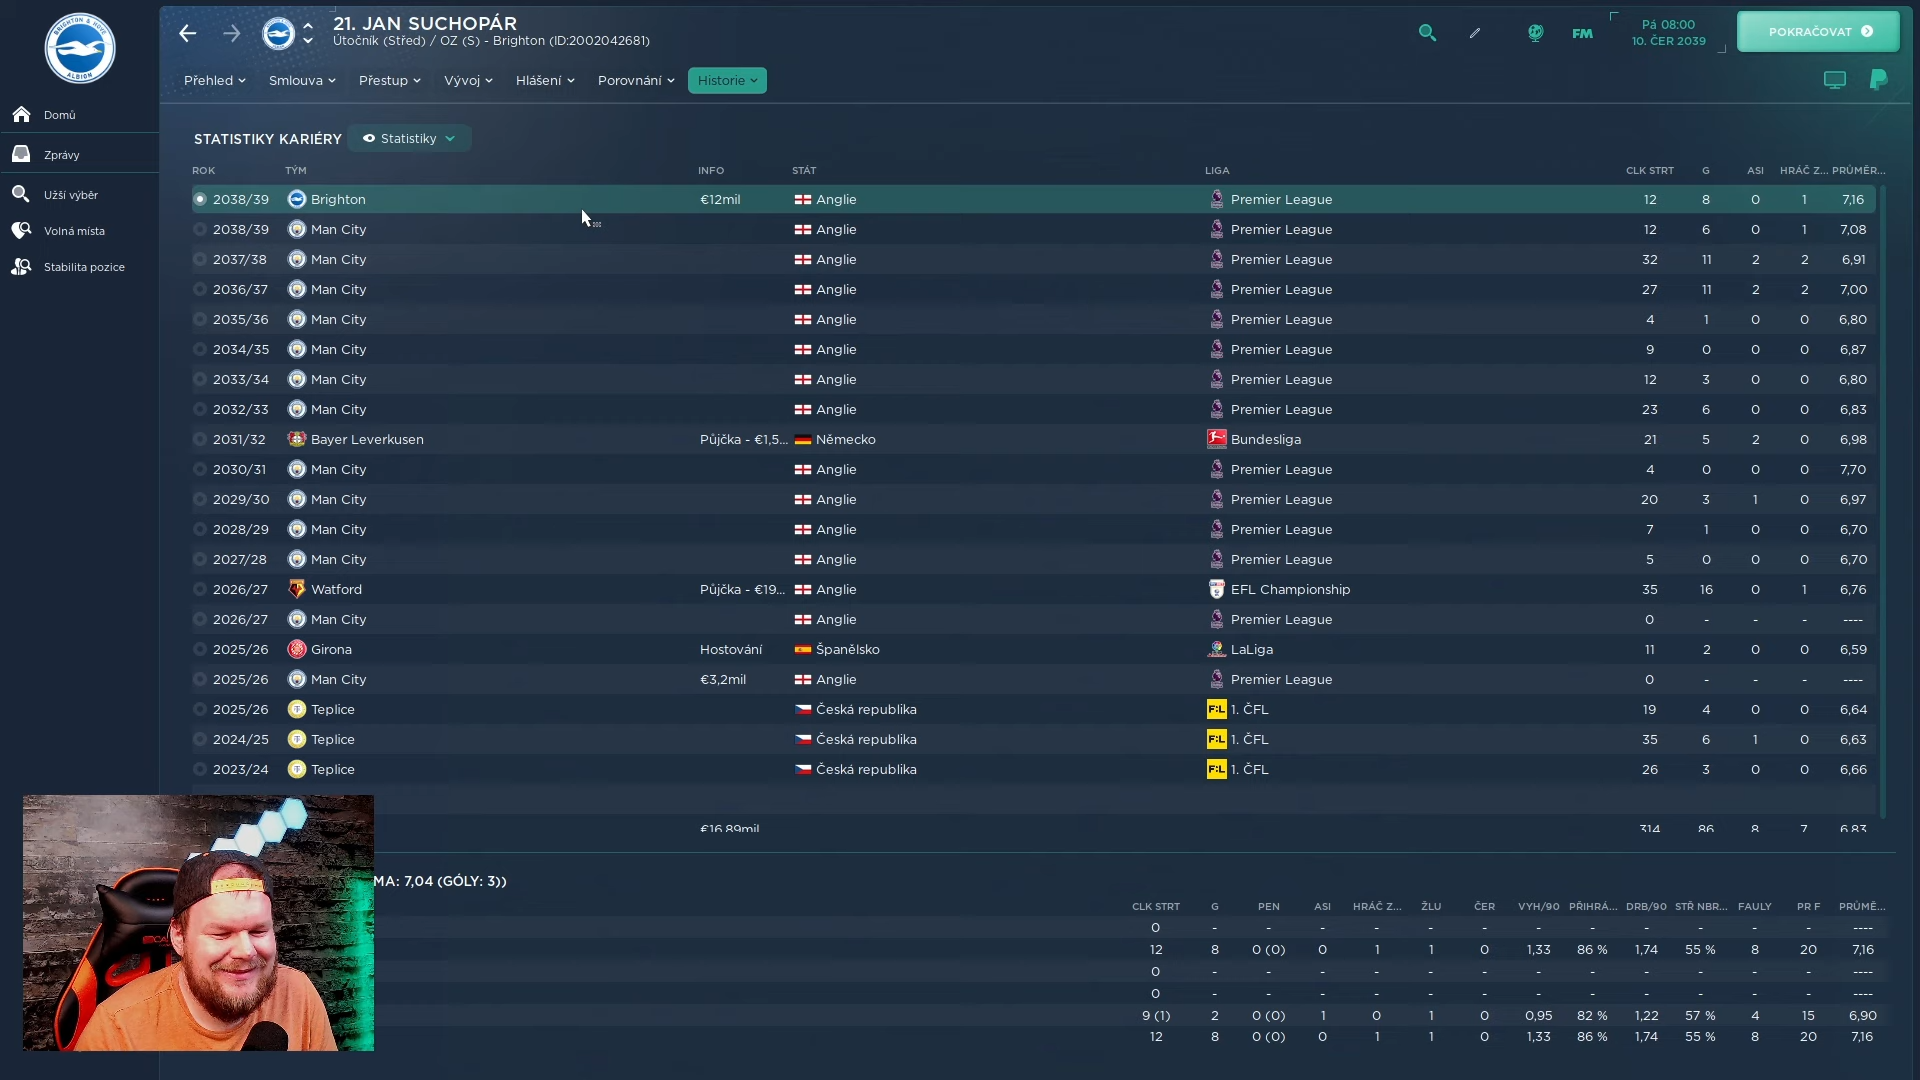 21. JAN SUCHOPÁR
Útočník (Střed) / OZ (S) - Brighton (ID:2002042681)
FM
Pá 08:00
10. ČER 2039
POKRAČOVAT
BRIGHTON & HOVE
ALBION
Domů
Zprávy
Užší výběr
Volná místa
Stabilita pozice
Přehled Smlouva Přestup Vývoj Hlášení Porovnání Historie
STATISTIKY KARIÉRY Statistiky
ROK TÝM INFO STÁT LIGA CLK STRT G ASI HRÁČ Z... PRŮMĚR...
2038/39 Brighton €12mil Anglie Premier League 12 8 0 1 7,16
2038/39 Man City Anglie Premier League 12 6 0 1 7,08
2037/38 Man City Anglie Premier League 32 11 2 2 6,91
2036/37 Man City Anglie Premier League 27 11 2 2 7,00
2035/36 Man City Anglie Premier League 4 1 0 0 6,80
2034/35 Man City Anglie Premier League 9 0 0 0 6,87
2033/34 Man City Anglie Premier League 12 3 0 0 6,80
2032/33 Man City Anglie Premier League 23 6 0 0 6,83
2031/32 Bayer Leverkusen Půjčka - €1,5... Německo Bundesliga 21 5 2 0 6,98
2030/31 Man City Anglie Premier League 4 0 0 0 7,70
2029/30 Man City Anglie Premier League 20 3 1 0 6,97
2028/29 Man City Anglie Premier League 7 1 0 0 6,70
2027/28 Man City Anglie Premier League 5 0 0 0 6,70
2026/27 Watford Půjčka - €19... Anglie EFL Championship 35 16 0 1 6,76
2026/27 Man City Anglie Premier League 0 - - - ----
2025/26 Girona Hostování Španělsko LaLiga 11 2 0 0 6,59
2025/26 Man City €3,2mil Anglie Premier League 0 - - - ----
2025/26 Teplice Česká republika F:L 1. ČFL 19 4 0 0 6,64
2024/25 Teplice Česká republika F:L 1. ČFL 35 6 1 0 6,63
2023/24 Teplice Česká republika F:L 1. ČFL 26 3 0 0 6,66
€16,89mil 314 86 8 7 6,83
MA: 7,04 (GÓLY: 3))
CLK STRT G PEN ASI HRÁČ Z... ŽLU ČER VYH/90 PŘIHRÁ... DRB/90 STŘ NBR... FAULY PR F PRŮMĚ...
0 - - - - - - - - - - - - ----
12 8 0 (0) 0 1 1 0 1,33 86 % 1,74 55 % 8 20 7,16
0 - - - - - - - - - - - - ----
0 - - - - - - - - - - - - ----
9 (1) 2 0 (0) 1 0 1 0 0,95 82 % 1,22 57 % 4 15 6,90
12 8 0 (0) 0 1 1 0 1,33 86 % 1,74 55 % 8 20 7,16